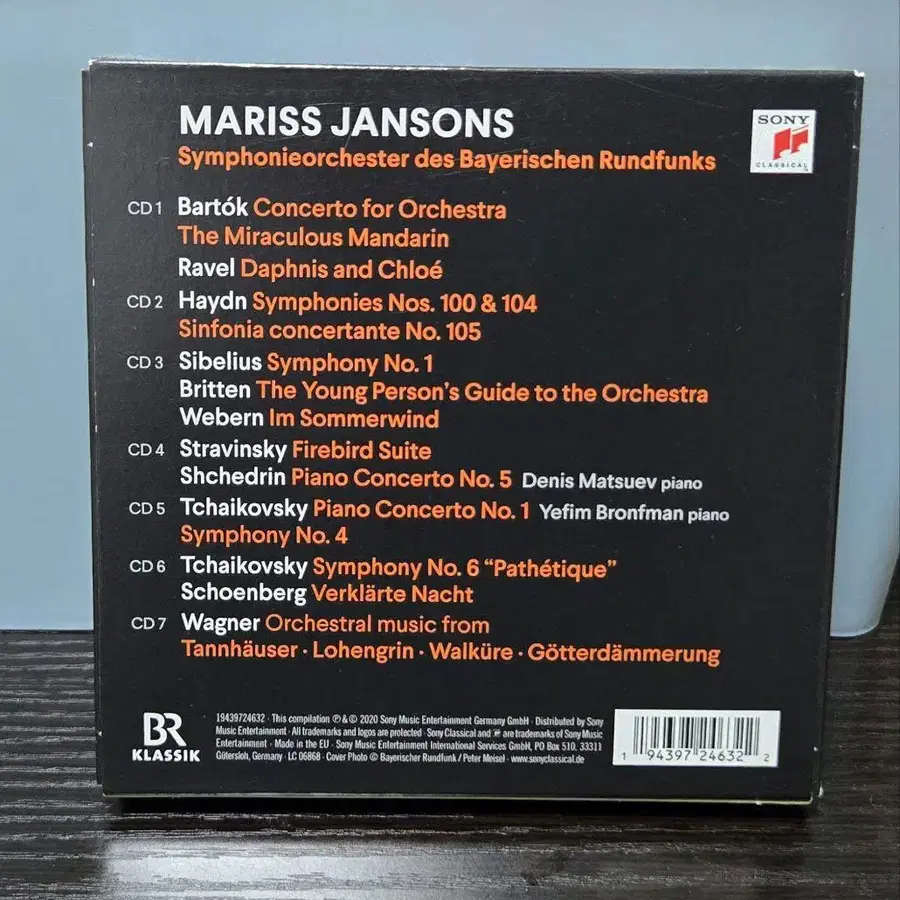 MARISS JANSONS
Symphonieorchester des Bayerischen Rundfunks
SONY
CLASSICAL
CD 1 Bartók Concerto for Orchestra
The Miraculous Mandarin
Ravel Daphnis and Chloé
CD 2 Haydn Symphonies Nos. 100 & 104
Sinfonia concertante No. 105
CD 3 Sibelius Symphony No. 1
Britten The Young Person's Guide to the Orchestra
Webern Im Sommerwind
CD 4 Stravinsky Firebird Suite
Shchedrin Piano Concerto No. 5 Denis Matsuev piano
CD 5 Tchaikovsky Piano Concerto No. 1 Yefim Bronfman piano
Symphony No. 4
CD 6 Tchaikovsky Symphony No. 6 “Pathétique”
Schoenberg Verklärte Nacht
CD 7 Wagner Orchestral music from
Tannhäuser · Lohengrin · Walküre · Götterdämmerung
BR
KLASSIK
19439724632 · This compilation ℗ & © 2020 Sony Music Entertainment Germany GmbH · Distributed by Sony
Music Entertainment · All trademarks and logos are protected · Sony Classical and are trademarks of Sony Music
Entertainment · Made in the EU · Sony Music Entertainment International Services GmbH, PO Box 510, 33311
Gütersloh, Germany · LC 06868 · Cover Photo © Bayerischer Rundfunk / Peter Meisel · www.sonyclassical.de
1 94397 24632 2